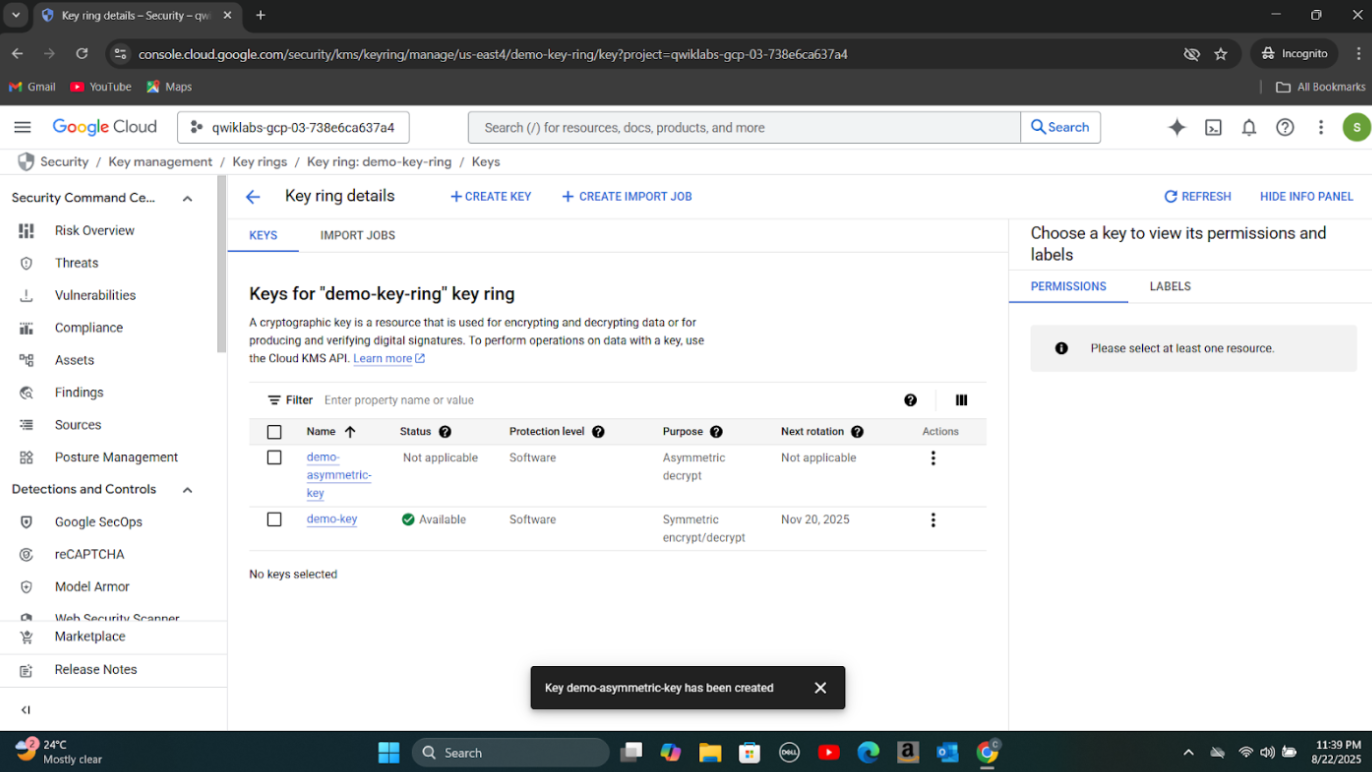 Key ring details – Security – qw
console.cloud.google.com/security/kms/keyring/manage/us-east4/demo-key-ring/key?project=qwiklabs-gcp-03-738e6ca637a4
Incognito
Gmail
YouTube
Maps
All Bookmarks
Google Cloud
qwiklabs-gcp-03-738e6ca637a4
Search (/) for resources, docs, products, and more
Search
S
Security / Key management / Key rings / Key ring: demo-key-ring / Keys
Security Command Ce...
Risk Overview
Threats
Vulnerabilities
Compliance
Assets
Findings
Sources
Posture Management
Detections and Controls
Google SecOps
reCAPTCHA
Model Armor
Web Security Scanner
Marketplace
Release Notes
Key ring details
CREATE KEY
CREATE IMPORT JOB
REFRESH
HIDE INFO PANEL
KEYS
IMPORT JOBS
Keys for "demo-key-ring" key ring
A cryptographic key is a resource that is used for encrypting and decrypting data or for
producing and verifying digital signatures. To perform operations on data with a key, use
the Cloud KMS API. Learn more
Filter Enter property name or value
Name Status Protection level Purpose Next rotation Actions
demo- Not applicable Software Asymmetric Not applicable
asymmetric- decrypt
key
demo-key Available Software Symmetric Nov 20, 2025
encrypt/decrypt
No keys selected
Choose a key to view its permissions and
labels
PERMISSIONS
LABELS
Please select at least one resource.
Key demo-asymmetric-key has been created
2
24°C
Mostly clear
Search
DELL
a
C
11:39 PM
8/22/2025